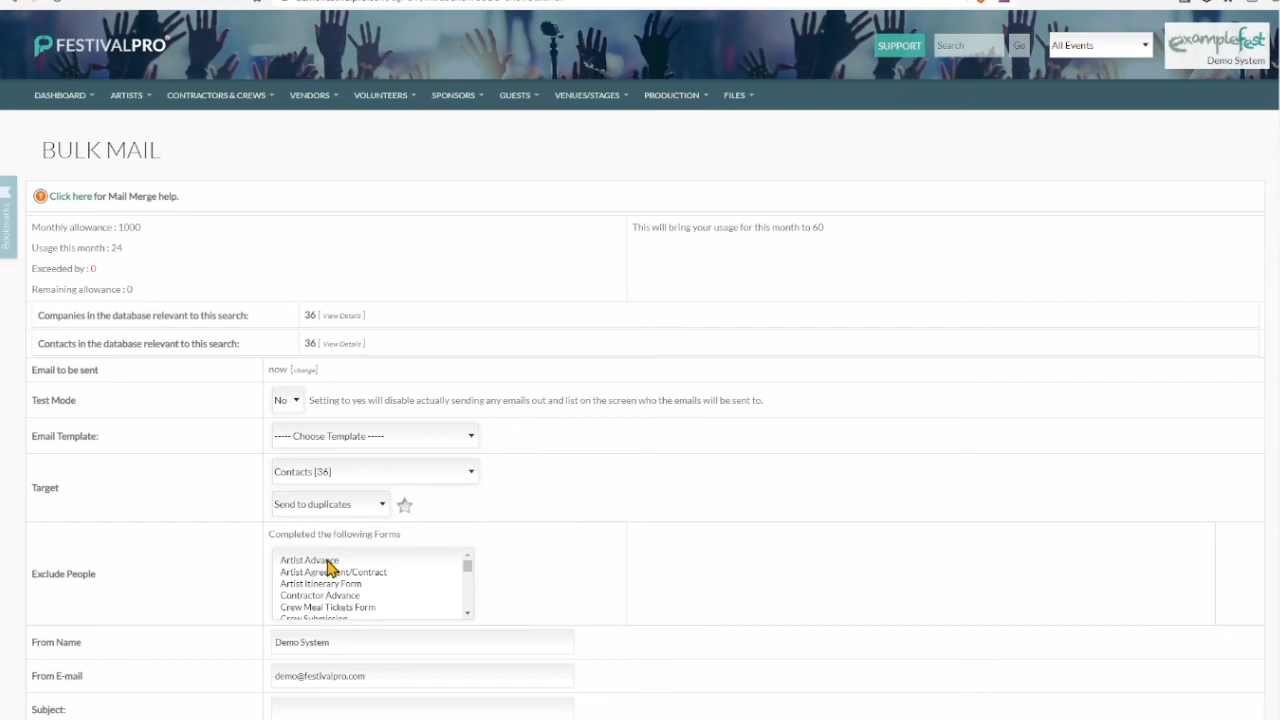 FESTIVALPRO
SUPPORT
Search
Go
All Events
examplefest
Demo System
DASHBOARD
ARTISTS
CONTRACTORS & CREWS
VENDORS
VOLUNTEERS
SPONSORS
GUESTS
VENUES/STAGES
PRODUCTION
FILES
BULK MAIL
Bookmarks
Click here for Mail Merge help.
Monthly allowance : 1000
Usage this month : 24
Exceeded by : 0
Remaining allowance : 0
This will bring your usage for this month to 60
Companies in the database relevant to this search: 36 [ View Details ]
Contacts in the database relevant to this search: 36 [ View Details ]
Email to be sent now [change]
Test Mode No Setting to yes will disable actually sending any emails out and list on the screen who the emails will be sent to.
Email Template: ----- Choose Template -----
Target
Contacts [36]
Send to duplicates
Exclude People
Completed the following Forms
Artist Advance
Artist Agreement/Contract
Artist Itinerary Form
Contractor Advance
Crew Meal Tickets Form
Crew Submission
From Name Demo System
From E-mail demo@festivalpro.com
Subject: